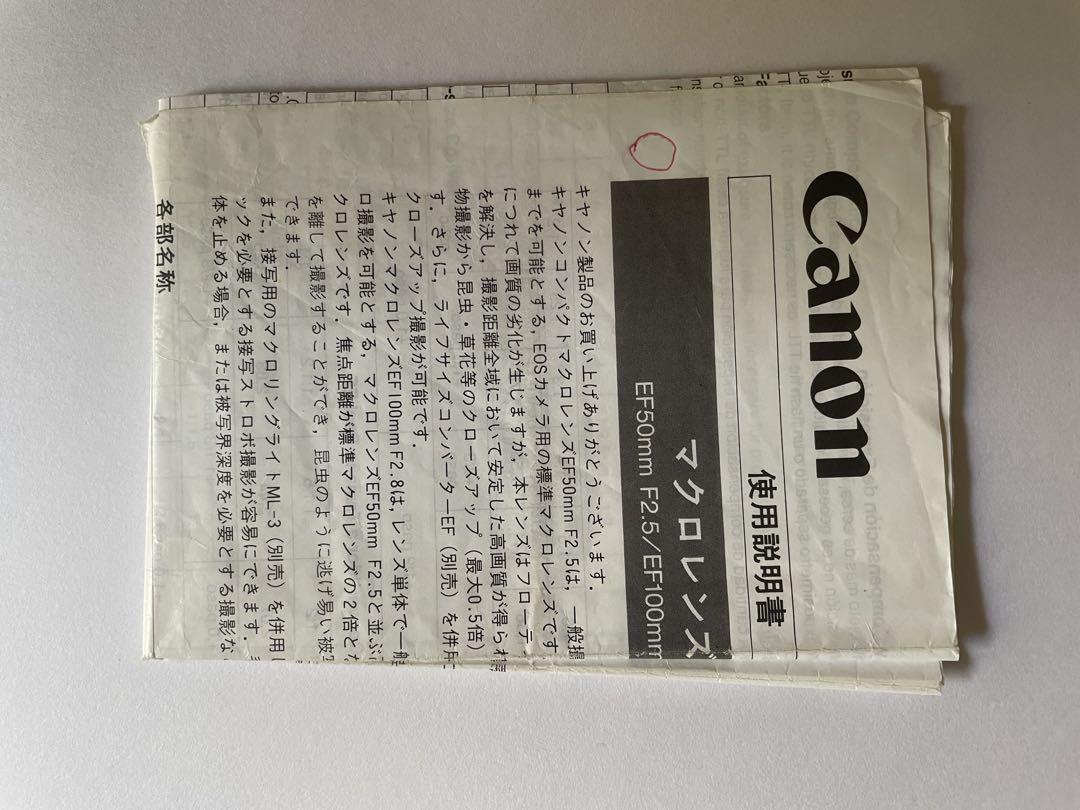 Canon
使用説明書
マクロレンズ
EF50mm F2.5／EF100mm
キヤノン製品のお買い上げありがとうございます．
キヤノンコンパクトマクロレンズEF50mm F2.5は，一般撮
までを可能とする，EOSカメラ用の標準マクロレンズです
につれて画質の劣化が生じますが，本レンズはフローテ
を解決し，撮影距離全域において安定した高画質が得られ
物撮影から昆虫・草花等のクローズアップ（最大0.5倍）
す．さらに，ライフサイズコンバーターEF（別売）を併用
クローズアップ撮影が可能です．
キヤノンマクロレンズEF100mm F2.8は，レンズ単体で一般
ロ撮影を可能とする，マクロレンズEF50mm F2.5と並ぶ
クロレンズです．焦点距離が標準マクロレンズの２倍とな
を離して撮影することができ，昆虫のように逃げ易い被写
できます．
また，接写用のマクロリングライトML-3（別売）を併用し
ックを必要とする接写ストロボ撮影が容易にできます．
体を止める場合，または被写界深度を必要とする撮影な
各部名称